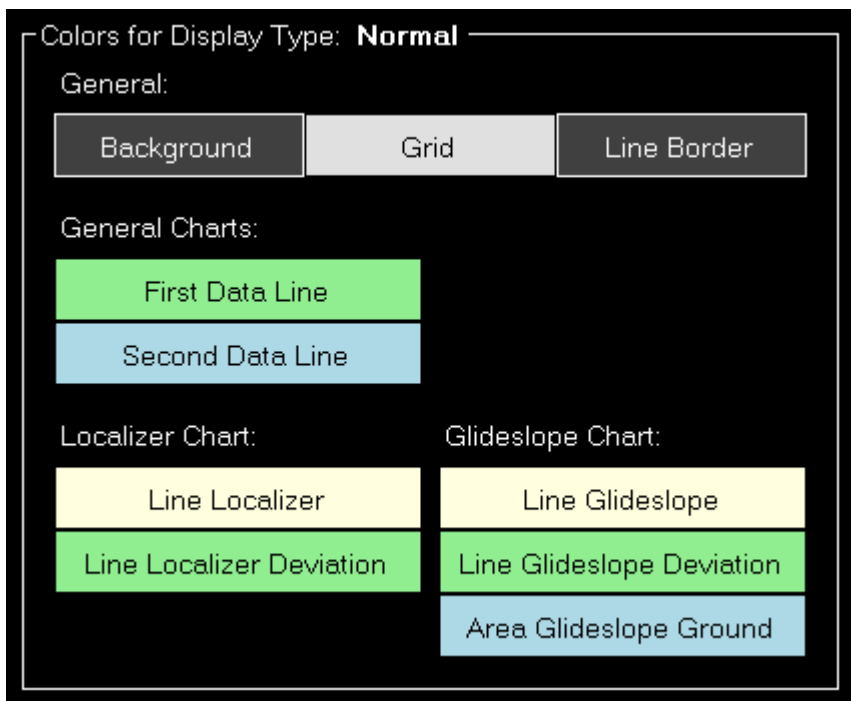 Colors for Display Type: Normal
General:
Background Grid Line Border
General Charts:
First Data Line
Second Data Line
Localizer Chart: Glideslope Chart:
Line Localizer Line Glideslope
Line Localizer Deviation Line Glideslope Deviation
Area Glideslope Ground